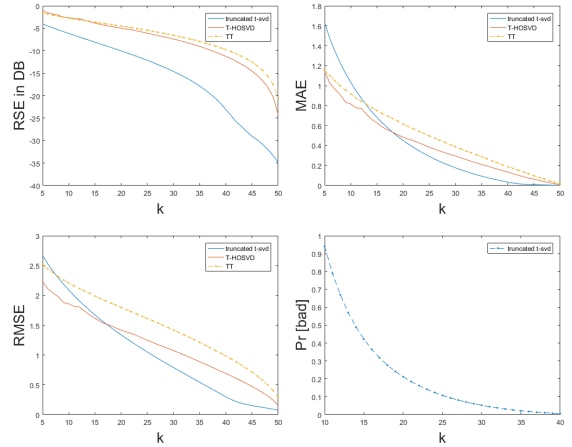 0
-5
-10
-15
-20
-25
-30
-35
-40
5 10 15 20 25 30 35 40 45 50
RSE in DB
k
truncated t-svd
T-HOSVD
TT
1.8
1.6
1.4
1.2
1
0.8
0.6
0.4
0.2
0
5 10 15 20 25 30 35 40 45 50
MAE
k
truncated t-svd
T-HOSVD
TT
3
2.5
2
1.5
1
0.5
0
5 10 15 20 25 30 35 40 45 50
RMSE
k
truncated t-svd
T-HOSVD
TT
1
0.9
0.8
0.7
0.6
0.5
0.4
0.3
0.2
0.1
0
10 15 20 25 30 35 40
Pr [bad]
k
truncated t-svd